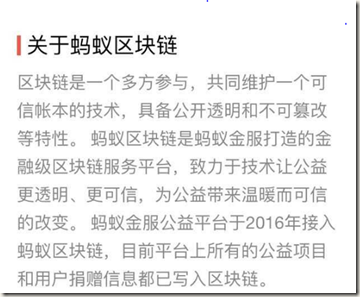 关于蚂蚁区块链
区块链是一个多方参与，共同维护一个可
信帐本的技术，具备公开透明和不可篡改
等特性。 蚂蚁区块链是蚂蚁金服打造的金
融级区块链服务平台，致力于技术让公益
更透明、更可信，为公益带来温暖而可信
的改变。 蚂蚁金服公益平台于2016年接入
蚂蚁区块链，目前平台上所有的公益项目
和用户捐赠信息都已写入区块链。